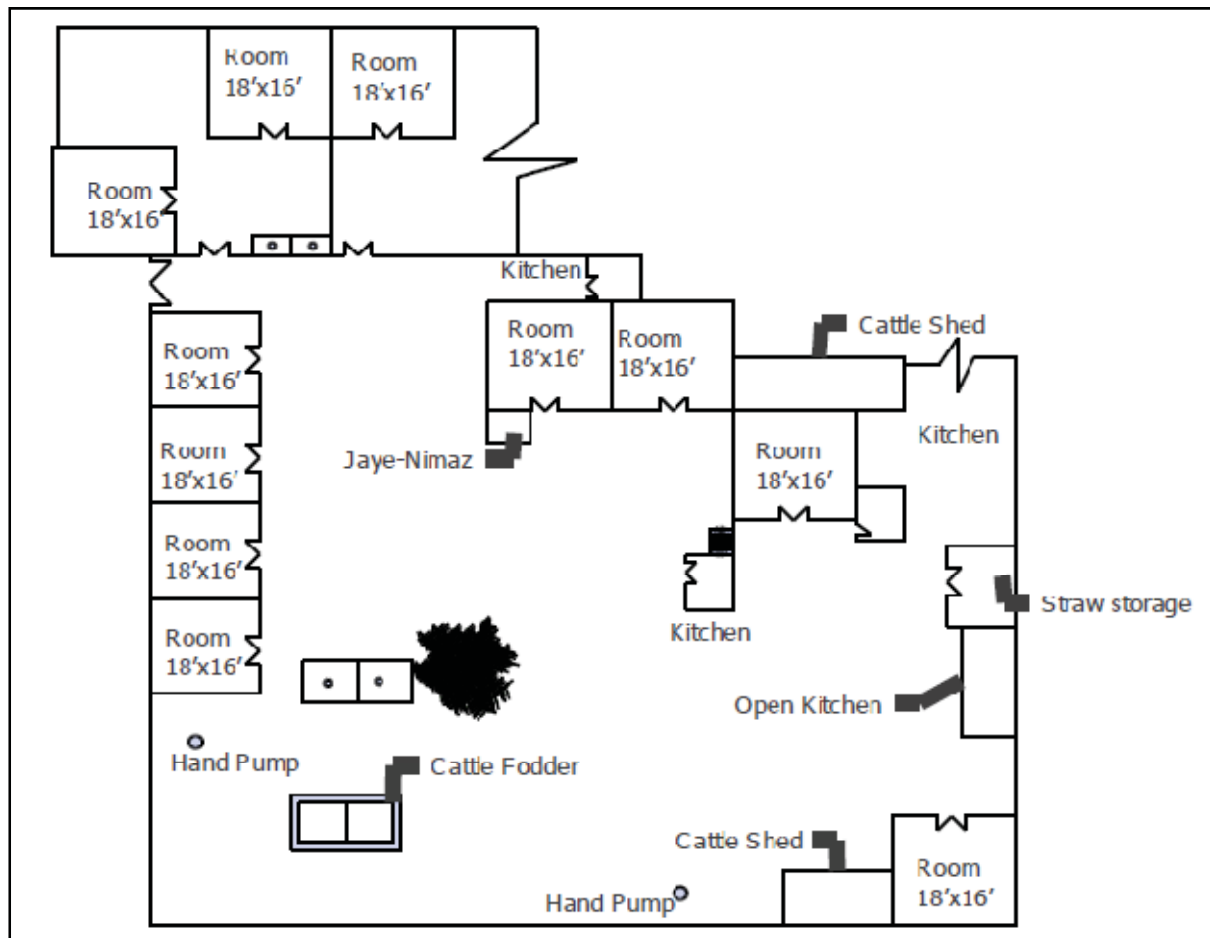 Room
18'x16'
Room
18'x16'
Room
18'x16'
Kitchen
Room
18'x16'
Room
18'x16'
Cattle Shed
Room
18'x16'
Kitchen
Jaye-Nimaz
Room
18'x16'
Room
18'x16'
Room
18'x16'
Straw storage
Kitchen
Room
18'x16'
Open Kitchen
Hand Pump
Cattle Fodder
Cattle Shed
Room
18'x16'
Hand Pump